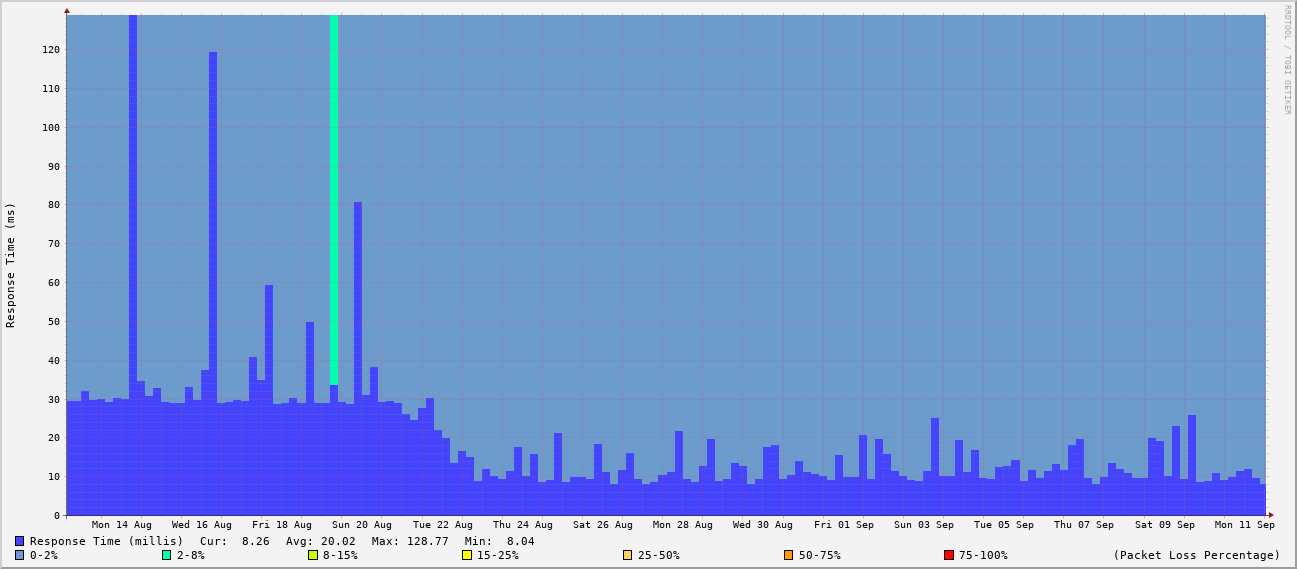 RRDTOOL / TOBI OETIKER
Response Time (ms)
120
110
100
90
80
70
60
50
40
30
20
10
0
Mon 14 Aug Wed 16 Aug Fri 18 Aug Sun 20 Aug Tue 22 Aug Thu 24 Aug Sat 26 Aug Mon 28 Aug Wed 30 Aug Fri 01 Sep Sun 03 Sep Tue 05 Sep Thu 07 Sep Sat 09 Sep Mon 11 Sep
Response Time (millis) Cur: 8.26 Avg: 20.02 Max: 128.77 Min: 8.04
0-2% 2-8% 8-15% 15-25% 25-50% 50-75% 75-100% (Packet Loss Percentage)